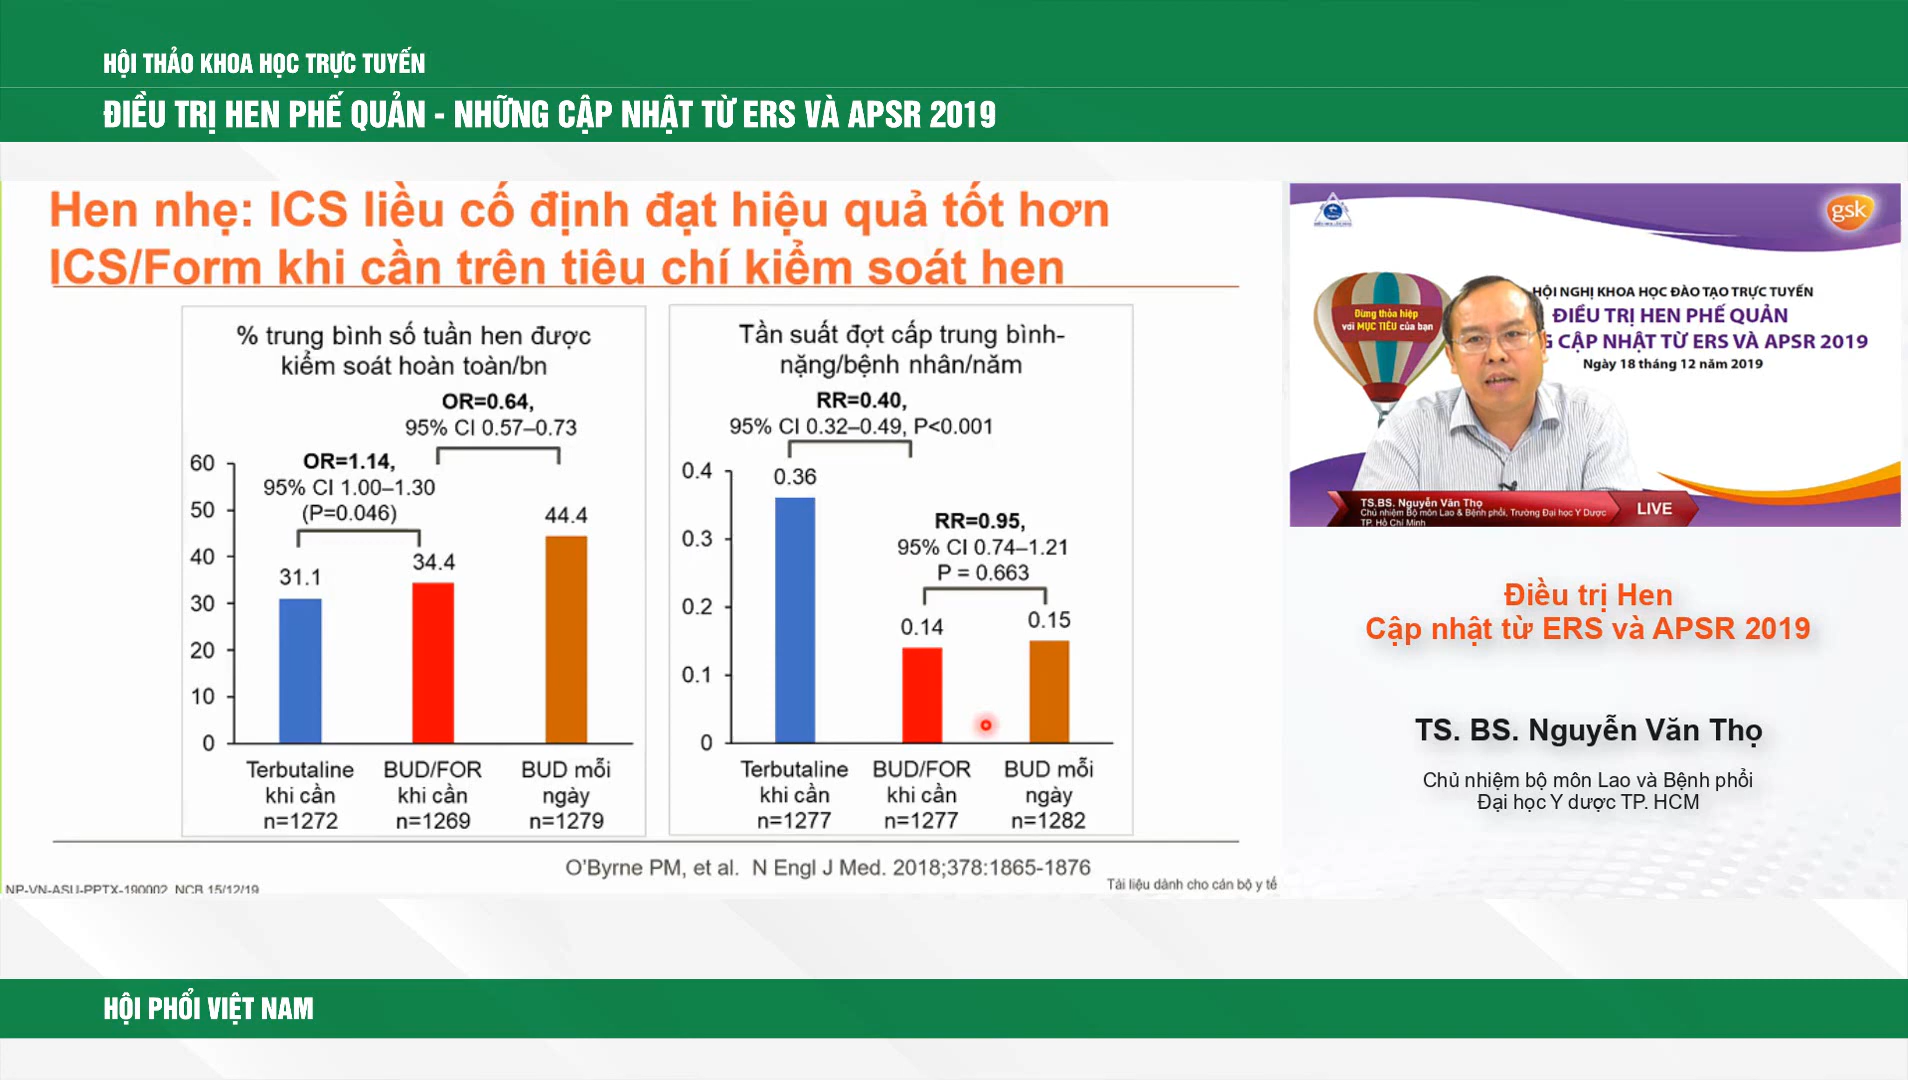 HỘI THẢO KHOA HỌC TRỰC TUYẾN
ĐIỀU TRỊ HEN PHẾ QUẢN - NHỮNG CẬP NHẬT TỪ ERS VÀ APSR 2019
Hen nhẹ: ICS liều cố định đạt hiệu quả tốt hơn
ICS/Form khi cần trên tiêu chí kiểm soát hen
% trung bình số tuần hen được
kiểm soát hoàn toàn/bn
OR=0.64,
95% CI 0.57–0.73
OR=1.14,
95% CI 1.00–1.30
(P=0.046)
60
50
40
30
20
10
0
31.1
34.4
44.4
Terbutaline
khi cần
n=1272
BUD/FOR
khi cần
n=1269
BUD mỗi
ngày
n=1279
Tần suất đợt cấp trung bình-
nặng/bệnh nhân/năm
RR=0.40,
95% CI 0.32–0.49, P<0.001
RR=0.95,
95% CI 0.74–1.21
P = 0.663
0.4
0.3
0.2
0.1
0
0.36
0.14
0.15
Terbutaline
khi cần
n=1277
BUD/FOR
khi cần
n=1277
BUD mỗi
ngày
n=1282
O'Byrne PM, et al. N Engl J Med. 2018;378:1865-1876
NP-VN-ASU-PPTX-190002, NCB 15/12/19
Tài liệu dành cho cán bộ y tế
gsk
HỘI NGHỊ KHOA HỌC ĐÀO TẠO TRỰC TUYẾN
ĐIỀU TRỊ HEN PHẾ QUẢN
G CẬP NHẬT TỪ ERS VÀ APSR 2019
Ngày 18 tháng 12 năm 2019
Đừng thỏa hiệp
với MỤC TIÊU của bạn
TS.BS. Nguyễn Văn Thọ
Chủ nhiệm Bộ môn Lao & Bệnh phổi, Trường Đại học Y Dược
TP. Hồ Chí Minh
LIVE
Điều trị Hen
Cập nhật từ ERS và APSR 2019
TS. BS. Nguyễn Văn Thọ
Chủ nhiệm bộ môn Lao và Bệnh phổi
Đại học Y dược TP. HCM
HỘI PHỔI VIỆT NAM